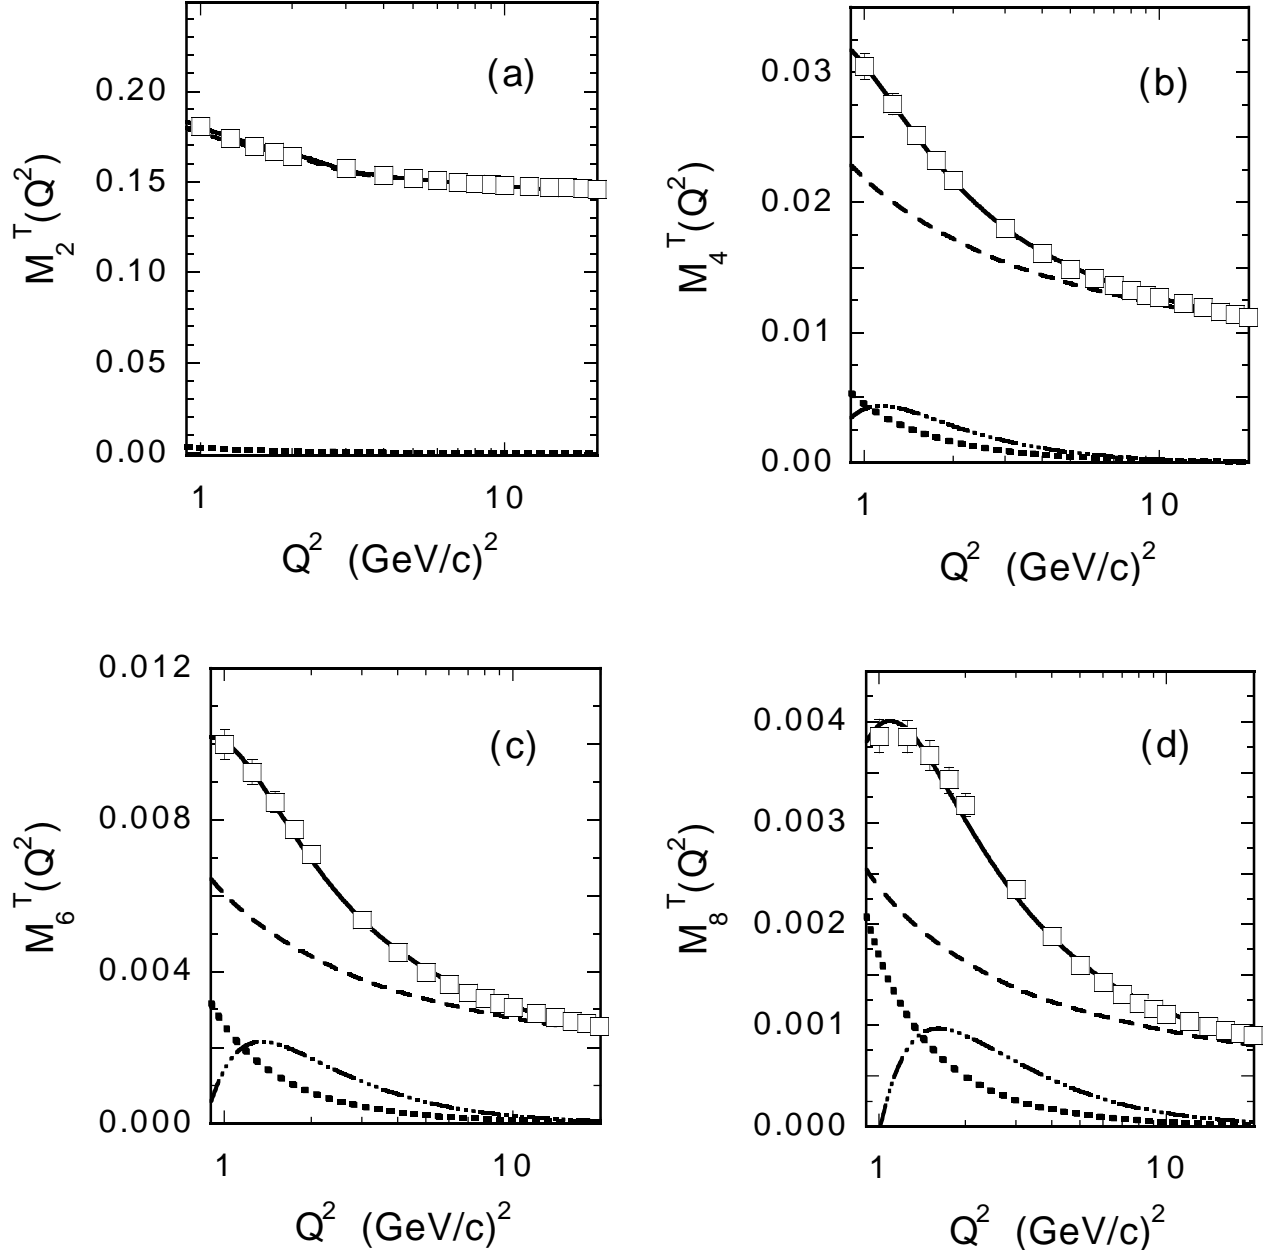 (a)
0.20
0.15
0.10
0.05
0.00
M₂ᵀ(Q²)
1 10
Q² (GeV/c)²
(b)
0.03
0.02
0.01
0.00
M₄ᵀ(Q²)
1 10
Q² (GeV/c)²
(c)
0.012
0.008
0.004
0.000
M₆ᵀ(Q²)
1 10
Q² (GeV/c)²
(d)
0.004
0.003
0.002
0.001
0.000
M₈ᵀ(Q²)
1 10
Q² (GeV/c)²